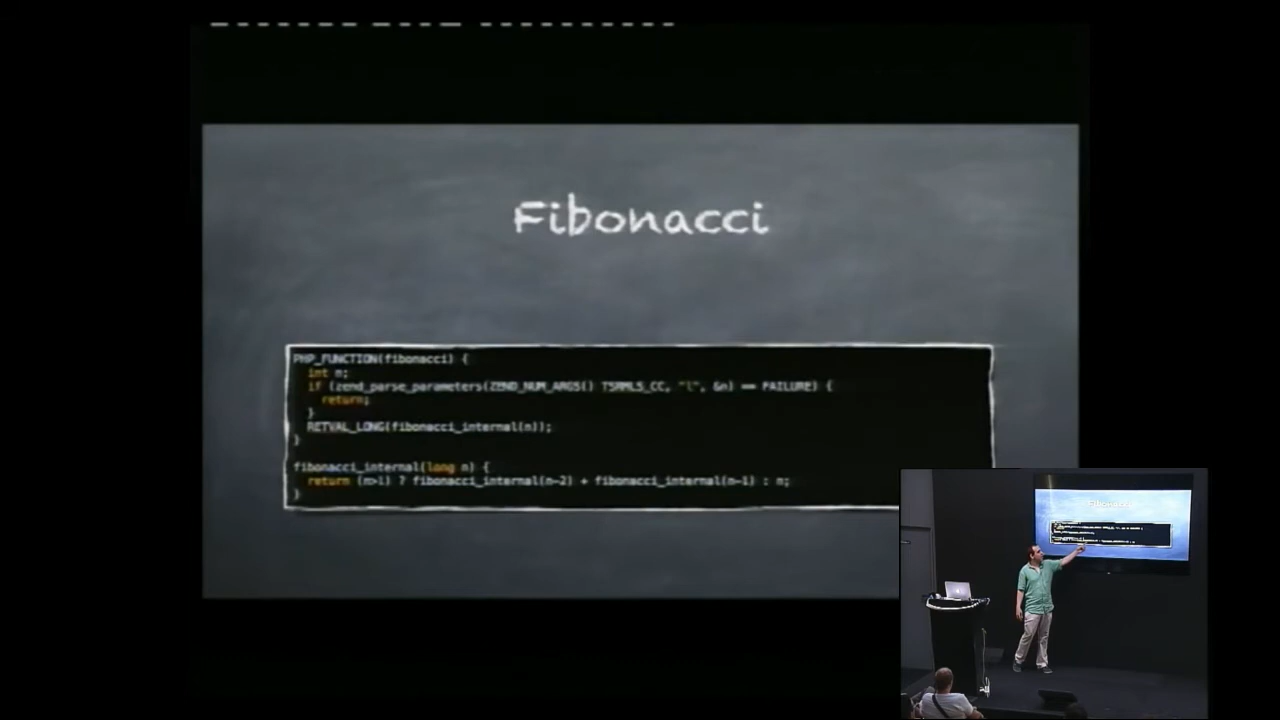 Fibonacci
PHP_FUNCTION(fibonacci) {
int n;
if (zend_parse_parameters(ZEND_NUM_ARGS() TSRMLS_CC, "l", &n) == FAILURE) {
return;
}
RETVAL_LONG(fibonacci_internal(n));
}
fibonacci_internal(long n) {
return (n>1) ? fibonacci_internal(n-2) + fibonacci_internal(n-1) : n;
}